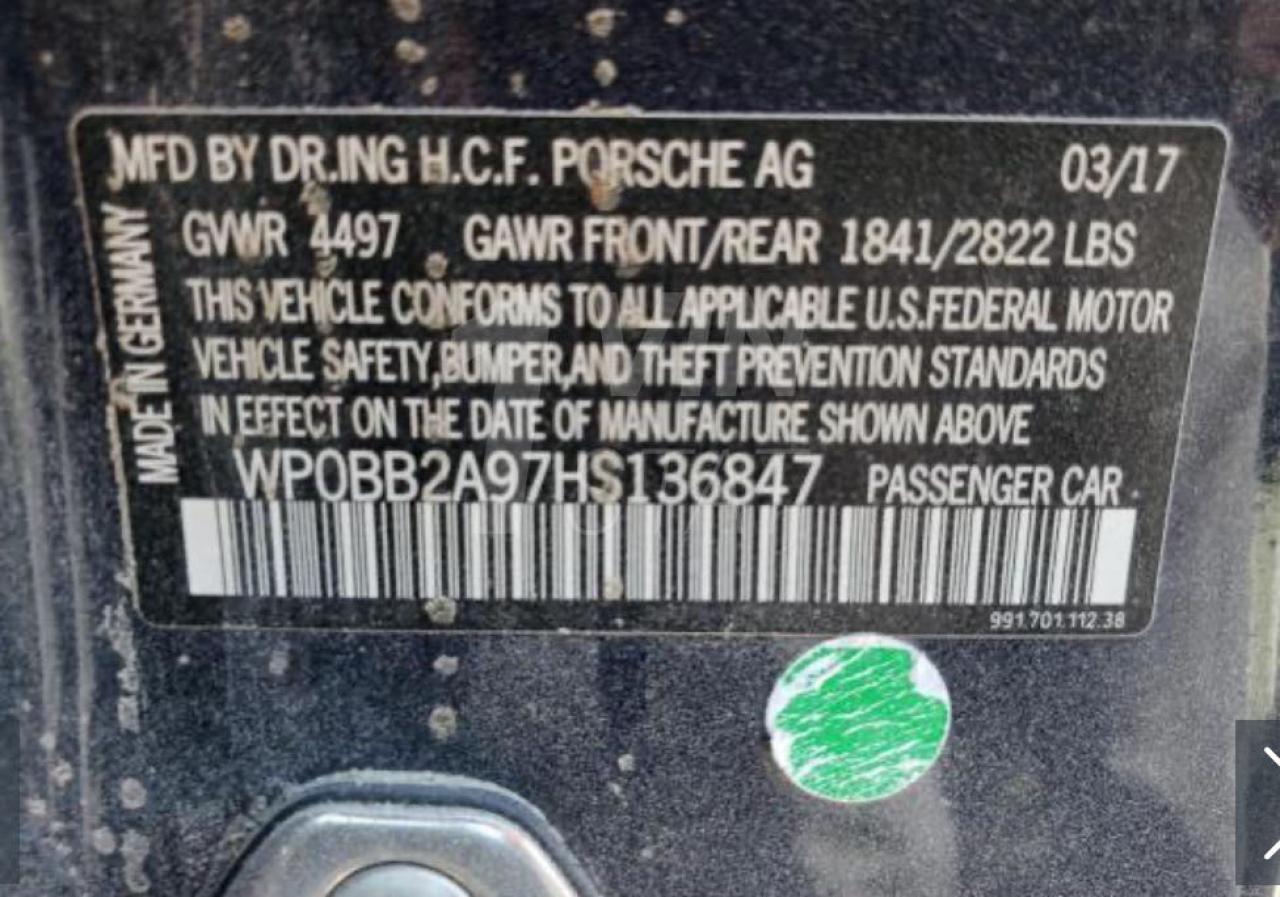 MFD BY DR.ING H.C.F. PORSCHE AG 03/17
MADE IN GERMANY
GVWR 4497 GAWR FRONT/REAR 1841/2822 LBS
THIS VEHICLE CONFORMS TO ALL APPLICABLE U.S.FEDERAL MOTOR
VEHICLE SAFETY,BUMPER,AND THEFT PREVENTION STANDARDS
IN EFFECT ON THE DATE OF MANUFACTURE SHOWN ABOVE
WP0BB2A97HS136847 PASSENGER CAR
991.701.112.38
VIN